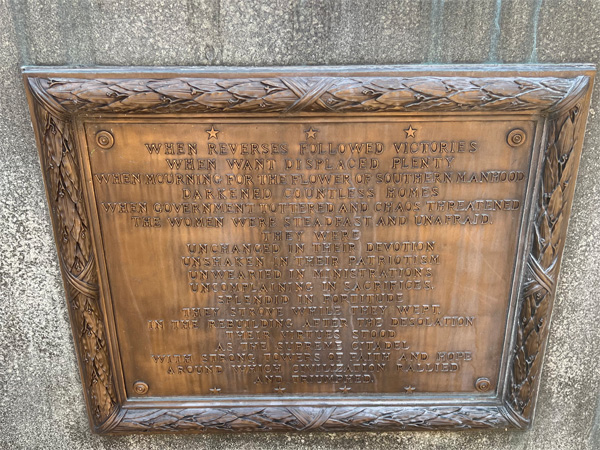 WHEN REVERSES FOLLOWED VICTORIES
WHEN WANT DISPLACED PLENTY
WHEN MOURNING FOR THE FLOWER OF SOUTHERN MANHOOD
DARKENED COUNTLESS HOMES
WHEN GOVERNMENT TOTTERED AND CHAOS THREATENED
THE WOMEN WERE STEADFAST AND UNAFRAID.
THEY WERE
UNCHANGED IN THEIR DEVOTION
UNSHAKEN IN THEIR PATRIOTISM
UNWEARIED IN MINISTRATIONS
UNCOMPLAINING IN SACRIFICES.
SPLENDID IN FORTITUDE
THEY STROVE WHILE THEY WEPT.
IN THE REBUILDING AFTER THE DESOLATION
THEIR VIRTUES STOOD
AS THE SUPREME CITADEL
WITH STRONG TOWERS OF FAITH AND HOPE
AROUND WHICH CIVILIZATION RALLIED
AND TRIUMPHED.